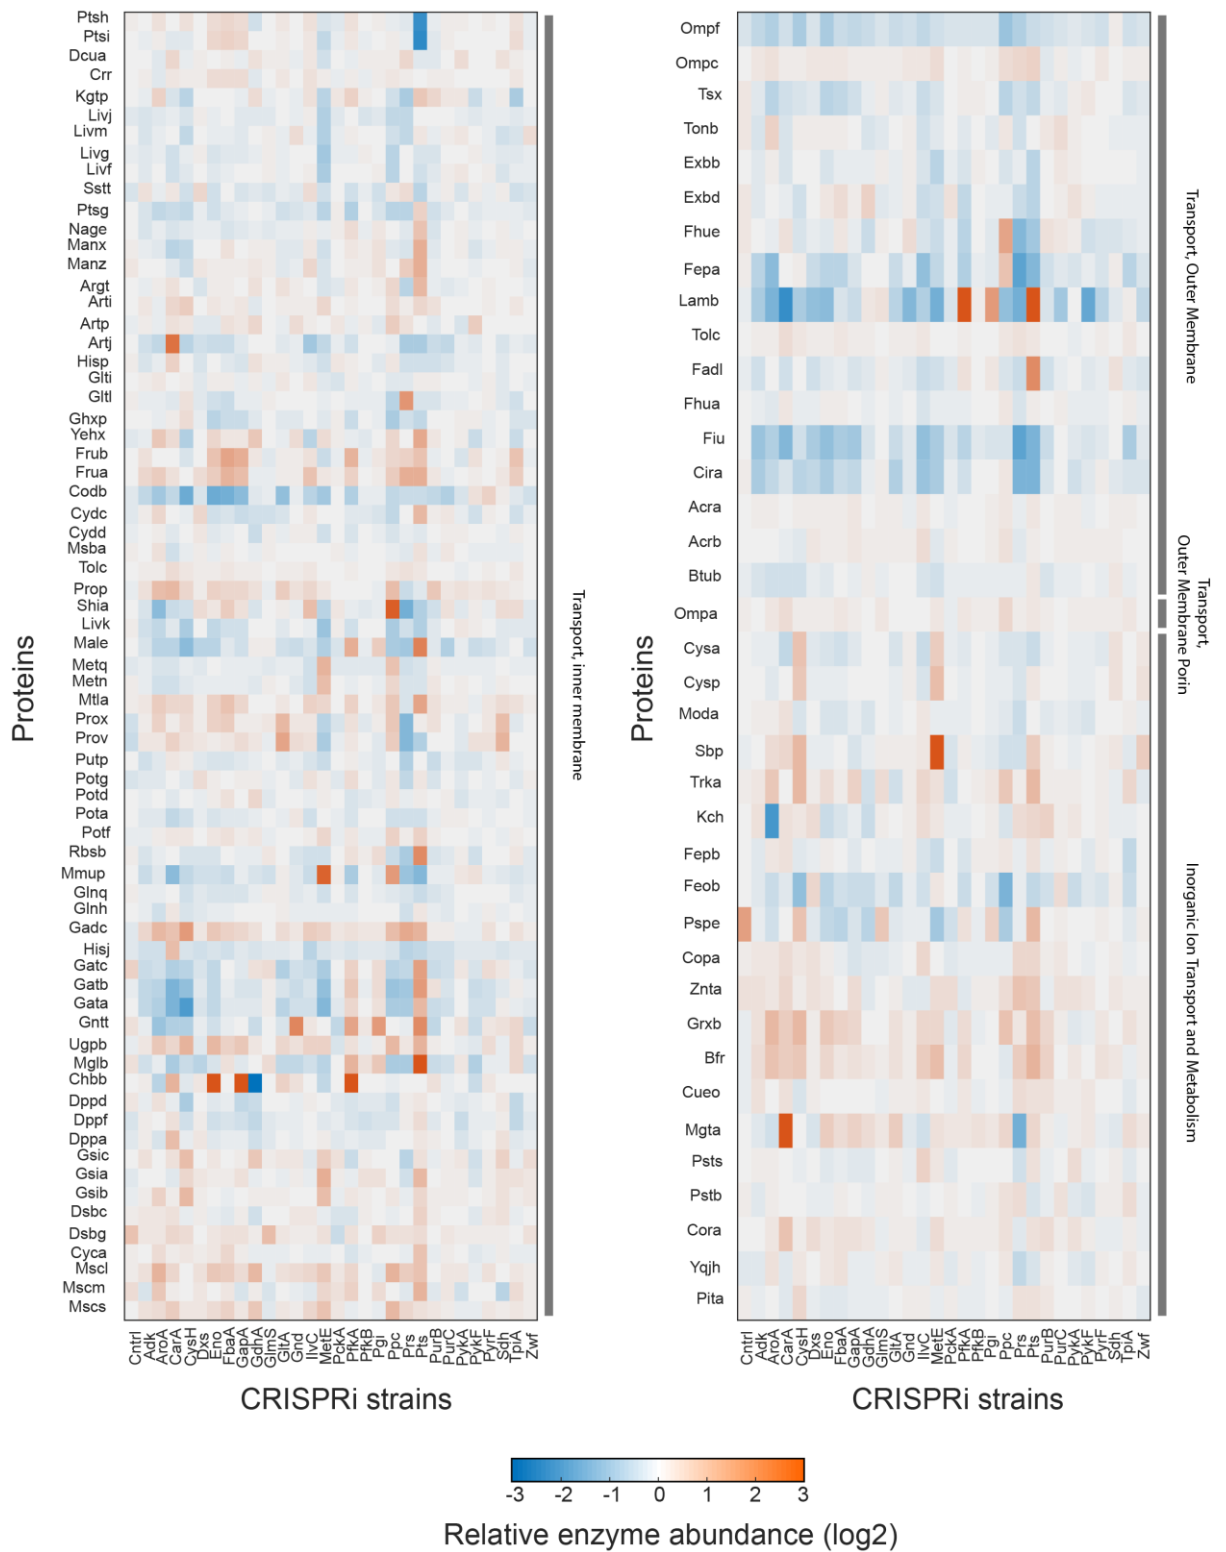 Ptsh
Ptsi
Dcua
Crr
Kgtp
Livj
Livm
Livg
Livf
Sstt
Ptsg
Nage
Manx
Manz
Argt
Arti
Artp
Artj
Hisp
Glti
Gltl
Ghxp
Yehx
Frub
Frua
Codb
Cydc
Cydd
Msba
Tolc
Prop
Shia
Livk
Male
Metq
Metn
Mtla
Prox
Prov
Putp
Potg
Potd
Pota
Potf
Rbsb
Mmup
Glnq
Glnh
Gadc
Hisj
Gatc
Gatb
Gata
Gntt
Ugpb
Mglb
Chbb
Dppd
Dppf
Dppa
Gsic
Gsia
Gsib
Dsbc
Dsbg
Cyca
Mscl
Mscm
Mscs
Proteins
Transport, inner membrane
Cntrl
Adk
AroA
CarA
CysH
Dxs
Eno
FbaA
GapA
GdhA
GlmS
GltA
Gnd
IlvC
MetE
PckA
PfkA
PfkB
Pgi
Ppc
Prs
Pts
PurB
PurC
PykA
PykF
PyrF
Sdh
TpiA
Zwf
CRISPRi strains
Ompf
Ompc
Tsx
Tonb
Exbb
Exbd
Fhue
Fepa
Lamb
Tolc
Fadl
Fhua
Fiu
Cira
Acra
Acrb
Btub
Ompa
Cysa
Cysp
Moda
Sbp
Trka
Kch
Fepb
Feob
Pspe
Copa
Znta
Grxb
Bfr
Cueo
Mgta
Psts
Pstb
Cora
Yqjh
Pita
Proteins
Transport, Outer Membrane
Transport,
Outer Membrane Porin
Inorganic Ion Transport and Metabolism
Cntrl
Adk
AroA
CarA
CysH
Dxs
Eno
FbaA
GapA
GdhA
GlmS
GltA
Gnd
IlvC
MetE
PckA
PfkA
PfkB
Pgi
Ppc
Prs
Pts
PurB
PurC
PykA
PykF
PyrF
Sdh
TpiA
Zwf
CRISPRi strains
-3 -2 -1 0 1 2 3
Relative enzyme abundance (log2)